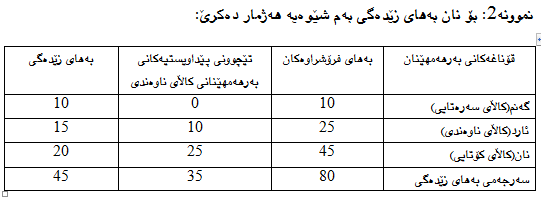 نموونە2: بۆ نان بەهای زێدەگی بەم شێوەیە هەژمار دەکرێ:
قۆناغەکانی بەرهەمهێنان بەهای فرۆشراوەکان تێچوونی پێداویستیەکانی بەرهەمهێنانی کاڵای ناوەندی بەهای زێدەگی
گەنم(کاڵای سەرەتایی) 10 0 10
ئارد(کاڵای ناوەندی) 25 10 15
نان(کاڵای کۆتایی) 45 25 20
سەرجەمی بەهای زێدەگی 80 35 45